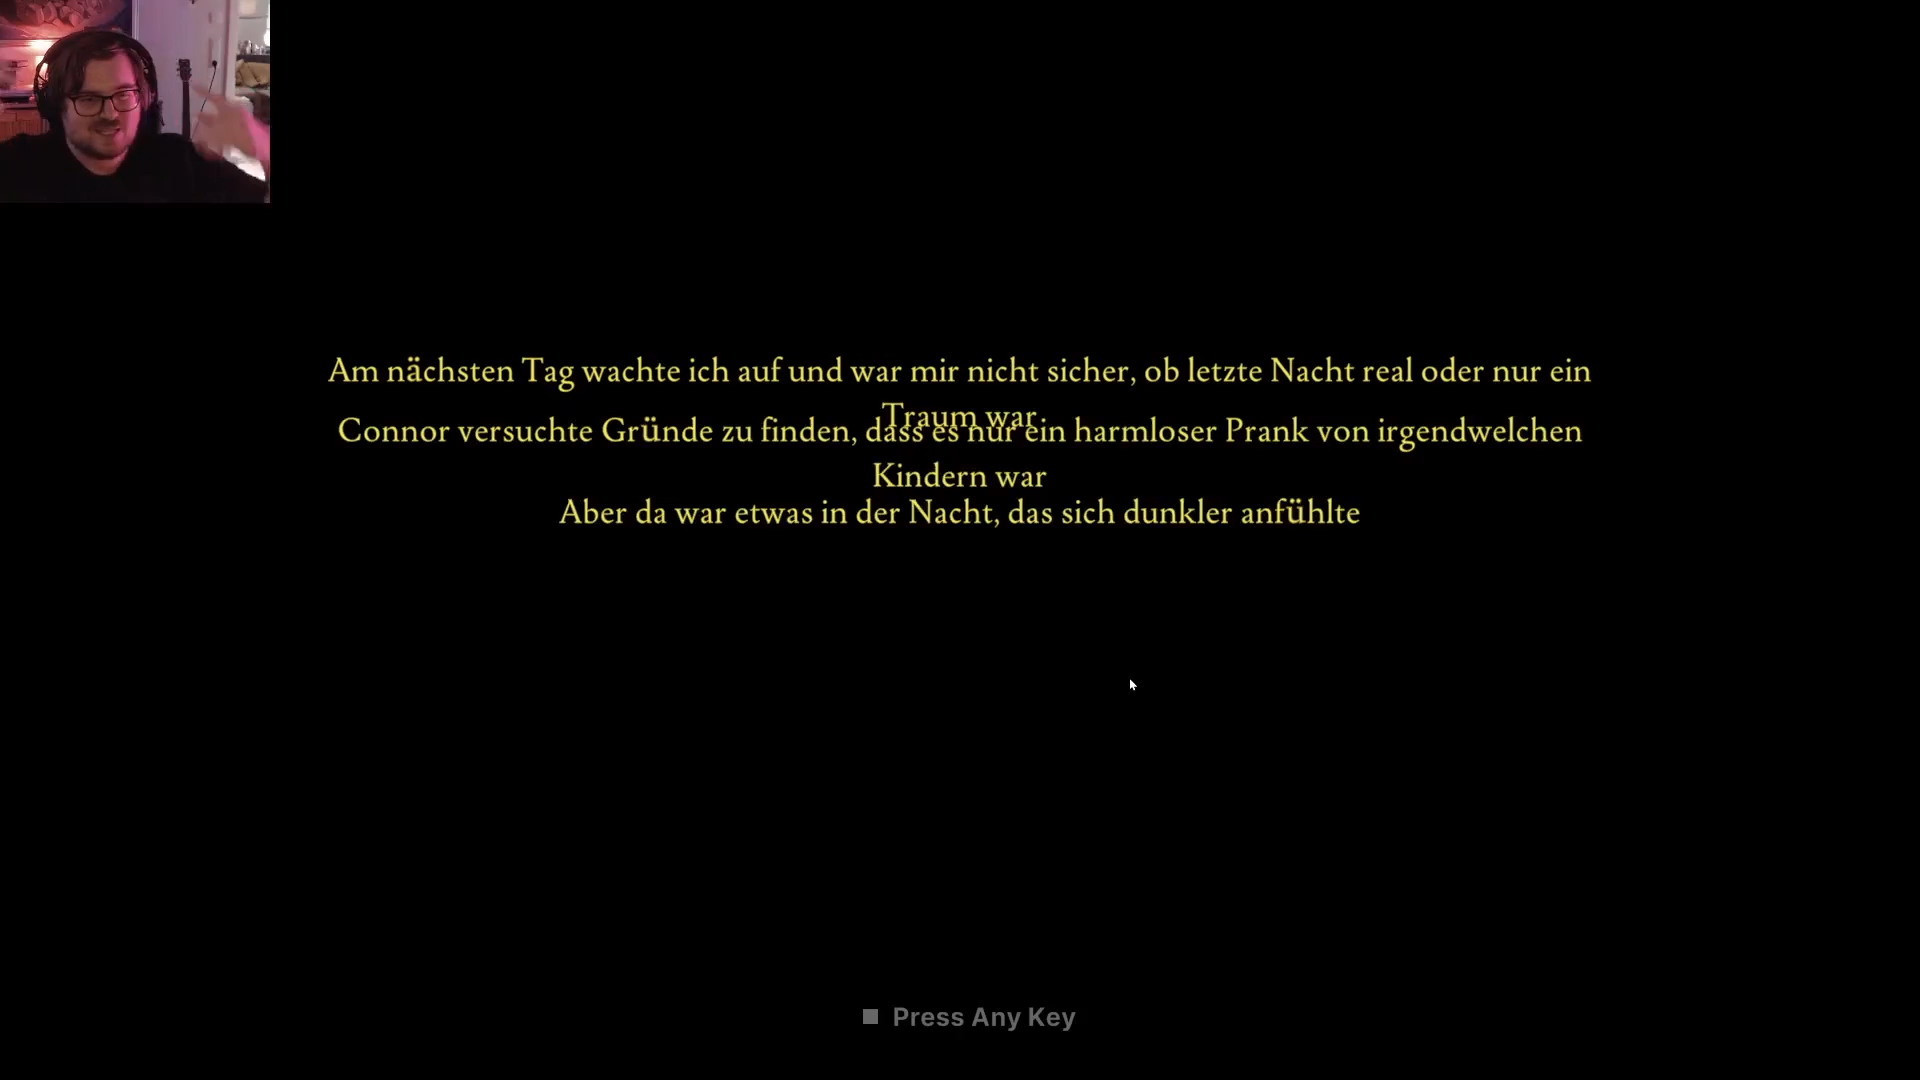 Am nächsten Tag wachte ich auf und war mir nicht sicher, ob letzte Nacht real oder nur ein
Traum war
Connor versuchte Gründe zu finden, dass es nur ein harmloser Prank von irgendwelchen
Kindern war
Aber da war etwas in der Nacht, das sich dunkler anfühlte
Press Any Key